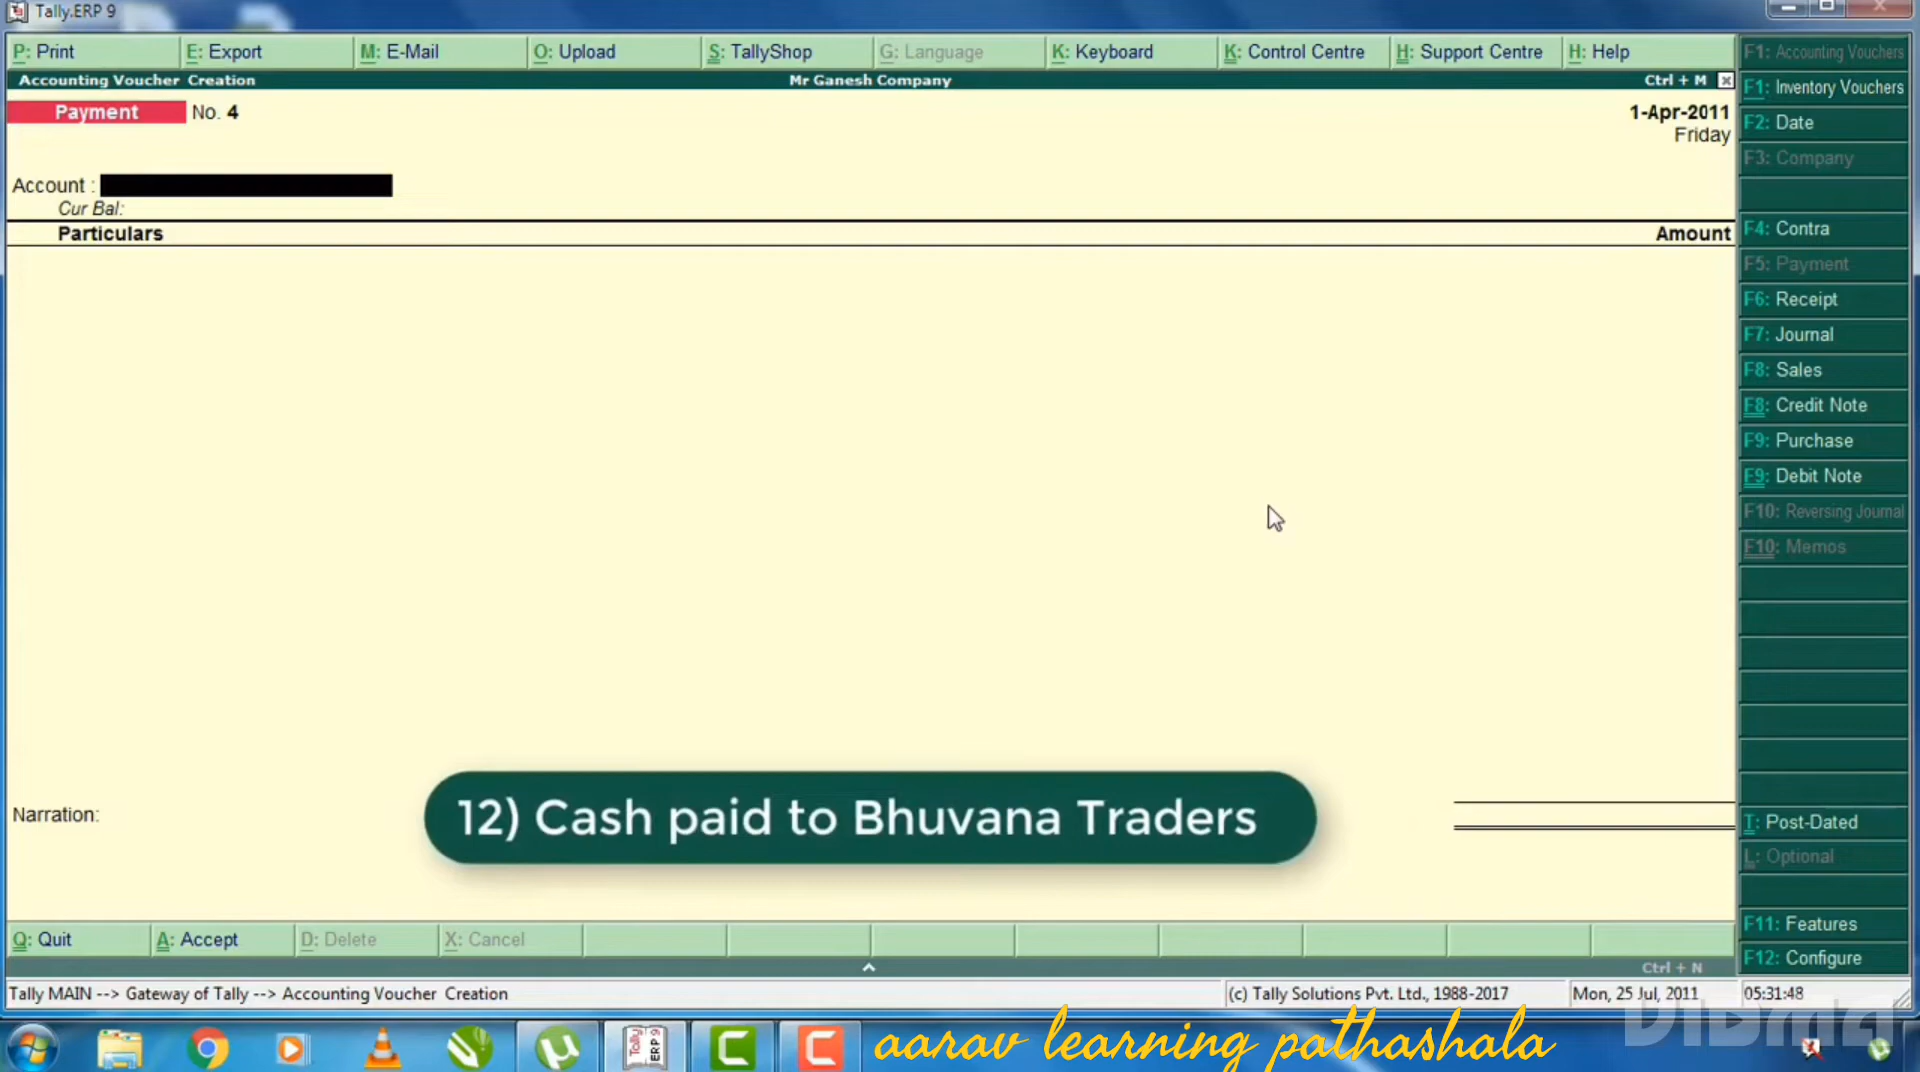 Tally.ERP 9
P: Print E: Export M: E-Mail O: Upload S: TallyShop G: Language K: Keyboard K: Control Centre H: Support Centre H: Help
Accounting Voucher Creation Mr Ganesh Company Ctrl + M
Payment No. 4 1-Apr-2011
Friday
Account :
Cur Bal:
Particulars Amount
F1: Accounting Vouchers
F1: Inventory Vouchers
F2: Date
F3: Company
F4: Contra
F5: Payment
F6: Receipt
F7: Journal
F8: Sales
F8: Credit Note
F9: Purchase
F9: Debit Note
F10: Reversing Journal
F10: Memos
T: Post-Dated
L: Optional
F11: Features
F12: Configure
Narration:
12) Cash paid to Bhuvana Traders
Q: Quit A: Accept D: Delete X: Cancel
Ctrl + N
Tally MAIN --> Gateway of Tally --> Accounting Voucher Creation (c) Tally Solutions Pvt. Ltd., 1988-2017 Mon, 25 Jul, 2011 05:31:48
Tally ERP 9
aarav learning pathashala